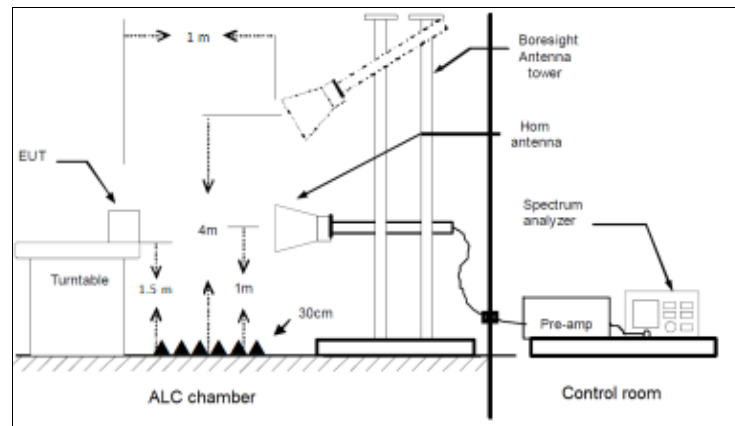 1 m
Boresight
Antenna
tower
Horn
antenna
EUT
Spectrum
analyzer
4m
Turntable
1.5 m
1m
30cm
Pre-amp
ALC chamber
Control room